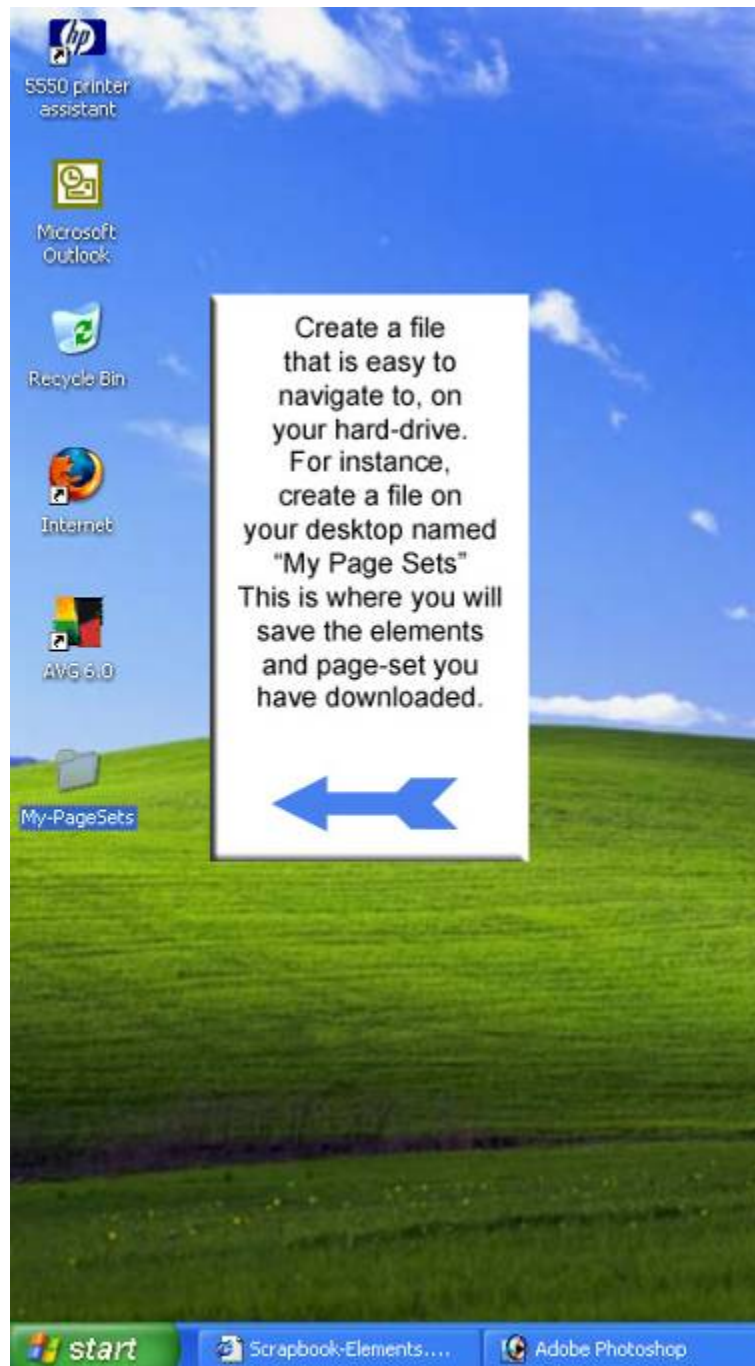 hp
5550 printer
assistant
Microsoft
Outlook
Recycle Bin
Internet
AVG 6.0
My-PageSets
Create a file
that is easy to
navigate to, on
your hard-drive.
For instance,
create a file on
your desktop named
“My Page Sets”
This is where you will
save the elements
and page-set you
have downloaded.
start
Scrapbook-Elements....
Adobe Photoshop